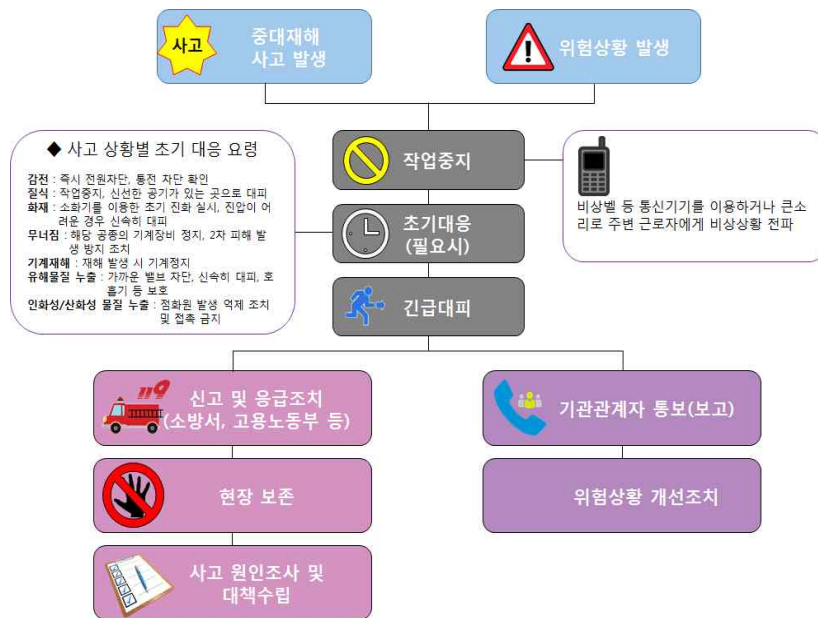 사고
중대재해
사고 발생
위험상황 발생
◆ 사고 상황별 초기 대응 요령
감전 : 즉시 전원차단, 통전 차단 확인
질식 : 작업중지, 신선한 공기가 있는 곳으로 대피
화재 : 소화기를 이용한 초기 진화 실시, 진압이 어
려운 경우 신속히 대피
무너짐 : 해당 공종의 기계장비 정지, 2차 피해 발
생 방지 조치
기계재해 : 재해 발생 시 기계정지
유해물질 누출 : 가까운 밸브 차단, 신속히 대피, 호
흡기 등 보호
인화성/산화성 물질 누출 : 점화원 발생 억제 조치
및 접촉 금지
작업중지
비상벨 등 통신기기를 이용하거나 큰소
리로 주변 근로자에게 비상상황 전파
초기대응
(필요시)
긴급대피
119
신고 및 응급조치
(소방서, 고용노동부 등)
기관관계자 통보(보고)
현장 보존
위험상황 개선조치
사고 원인조사 및
대책수립